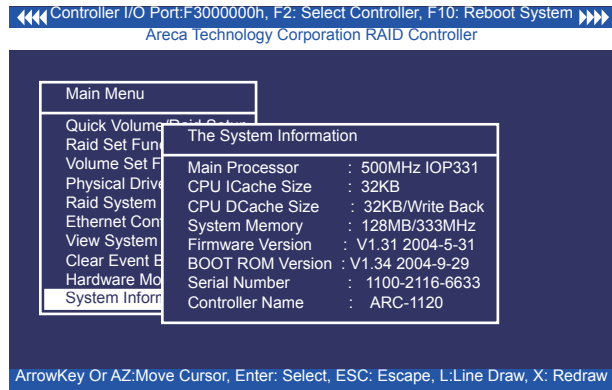 Controller I/O Port:F3000000h, F2: Select Controller, F10: Reboot System
Areca Technology Corporation RAID Controller
Main Menu
Quick Volume/Raid Setup
Raid Set Fun
Volume Set F
Physical Drive
Raid System
Ethernet Con
View System
Clear Event B
Hardware Mo
System Inform
The System Information
Main Processor : 500MHz IOP331
CPU ICache Size : 32KB
CPU DCache Size : 32KB/Write Back
System Memory : 128MB/333MHz
Firmware Version : V1.31 2004-5-31
BOOT ROM Version : V1.34 2004-9-29
Serial Number : 1100-2116-6633
Controller Name : ARC-1120
ArrowKey Or AZ:Move Cursor, Enter: Select, ESC: Escape, L:Line Draw, X: Redraw